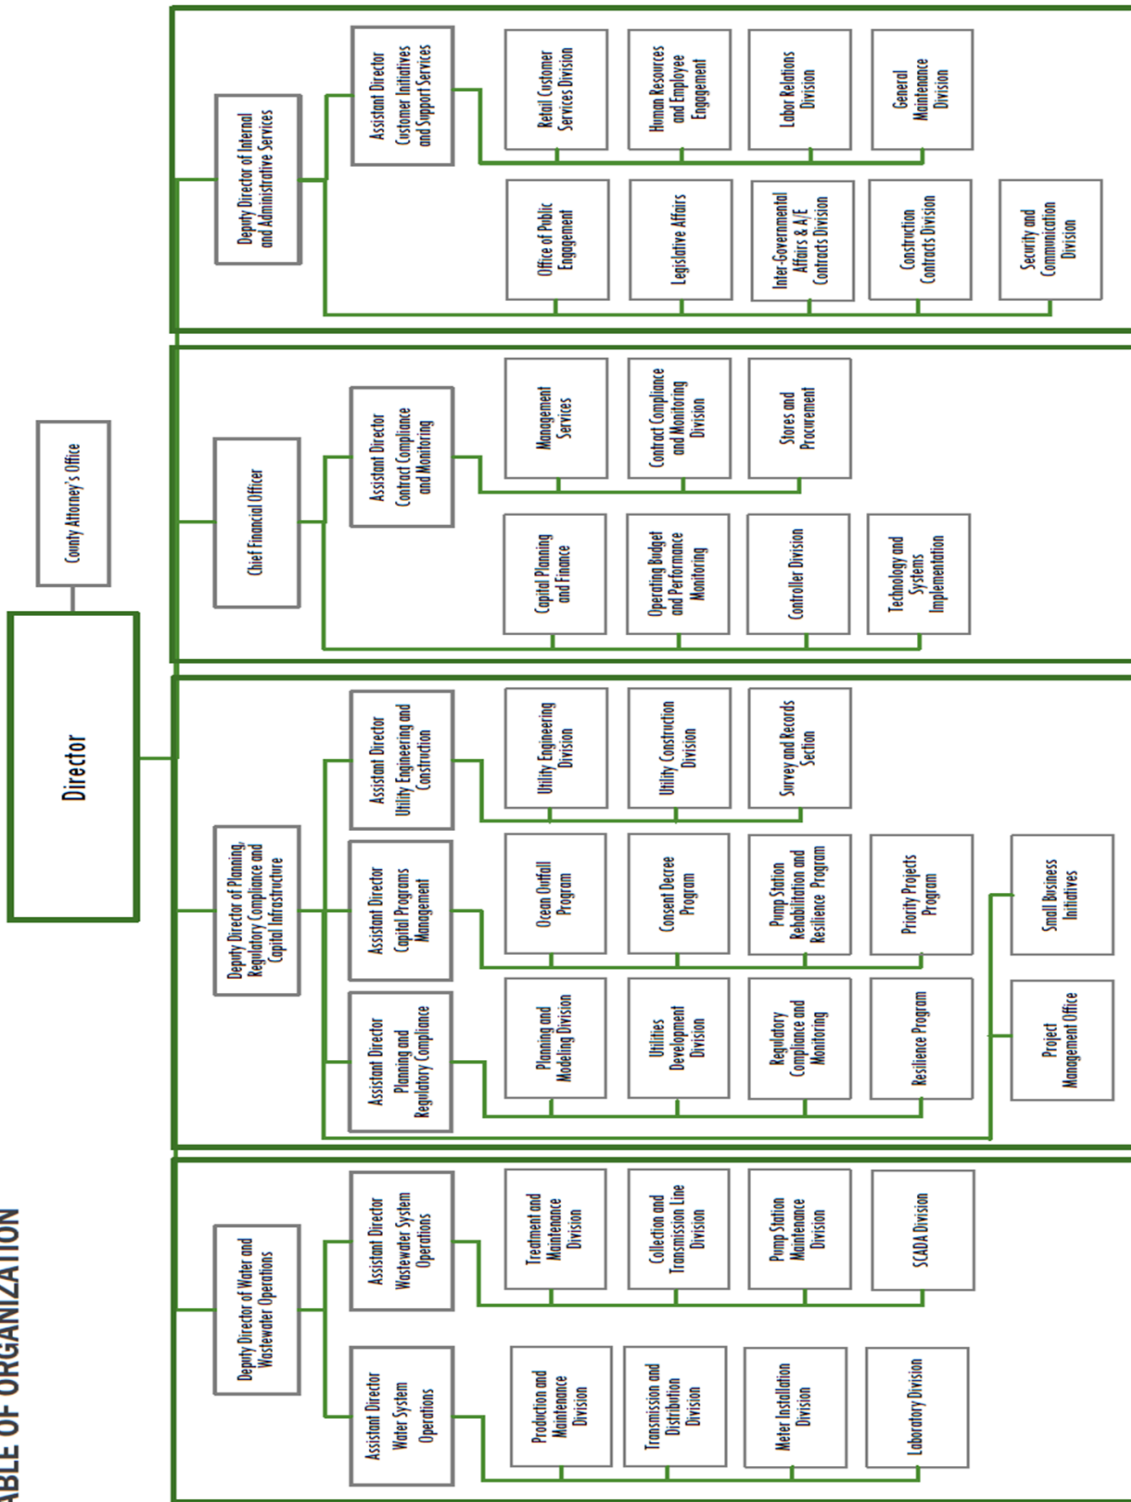 ABLE OF ORGANIZATION
Director
County Attorney's Office
Deputy Director of Water and
Wastewater Operations
Assistant Director
Water System
Operations
Production and
Maintenance
Division
Transmission and
Distribution
Division
Meter Installation
Division
Laboratory Division
Assistant Director
Wastewater System
Operations
Treatment and
Maintenance
Division
Collection and
Transmission Line
Division
Pump Station
Maintenance
Division
SCADA Division
Deputy Director of Planning,
Regulatory Compliance and
Capital Infrastructure
Assistant Director
Planning and
Regulatory Compliance
Planning and
Modeling Division
Utilities
Development
Division
Regulatory
Compliance and
Monitoring
Resilience Program
Assistant Director
Capital Programs
Management
Ocean Outfall
Program
Consent Decree
Program
Pump Station
Rehabilitation and
Resilience Program
Priority Projects
Program
Assistant Director
Utility Engineering and
Construction
Utility Engineering
Division
Utility Construction
Division
Survey and Records
Section
Project
Management Office
Small Business
Initiatives
Chief Financial Officer
Capital Planning
and Finance
Operating Budget
and Performance
Monitoring
Controller Division
Technology and
Systems
Implementation
Assistant Director
Contract Compliance
and Monitoring
Management
Services
Contract Compliance
and Monitoring
Division
Stores and
Procurement
Deputy Director of Internal
and Administrative Services
Office of Public
Engagement
Legislative Affairs
Inter-Governmental
Affairs & A/E
Contracts Division
Construction
Contracts Division
Security and
Communication
Division
Assistant Director
Customer Initiatives
and Support Services
Retail Customer
Services Division
Human Resources
and Employee
Engagement
Labor Relations
Division
General
Maintenance
Division